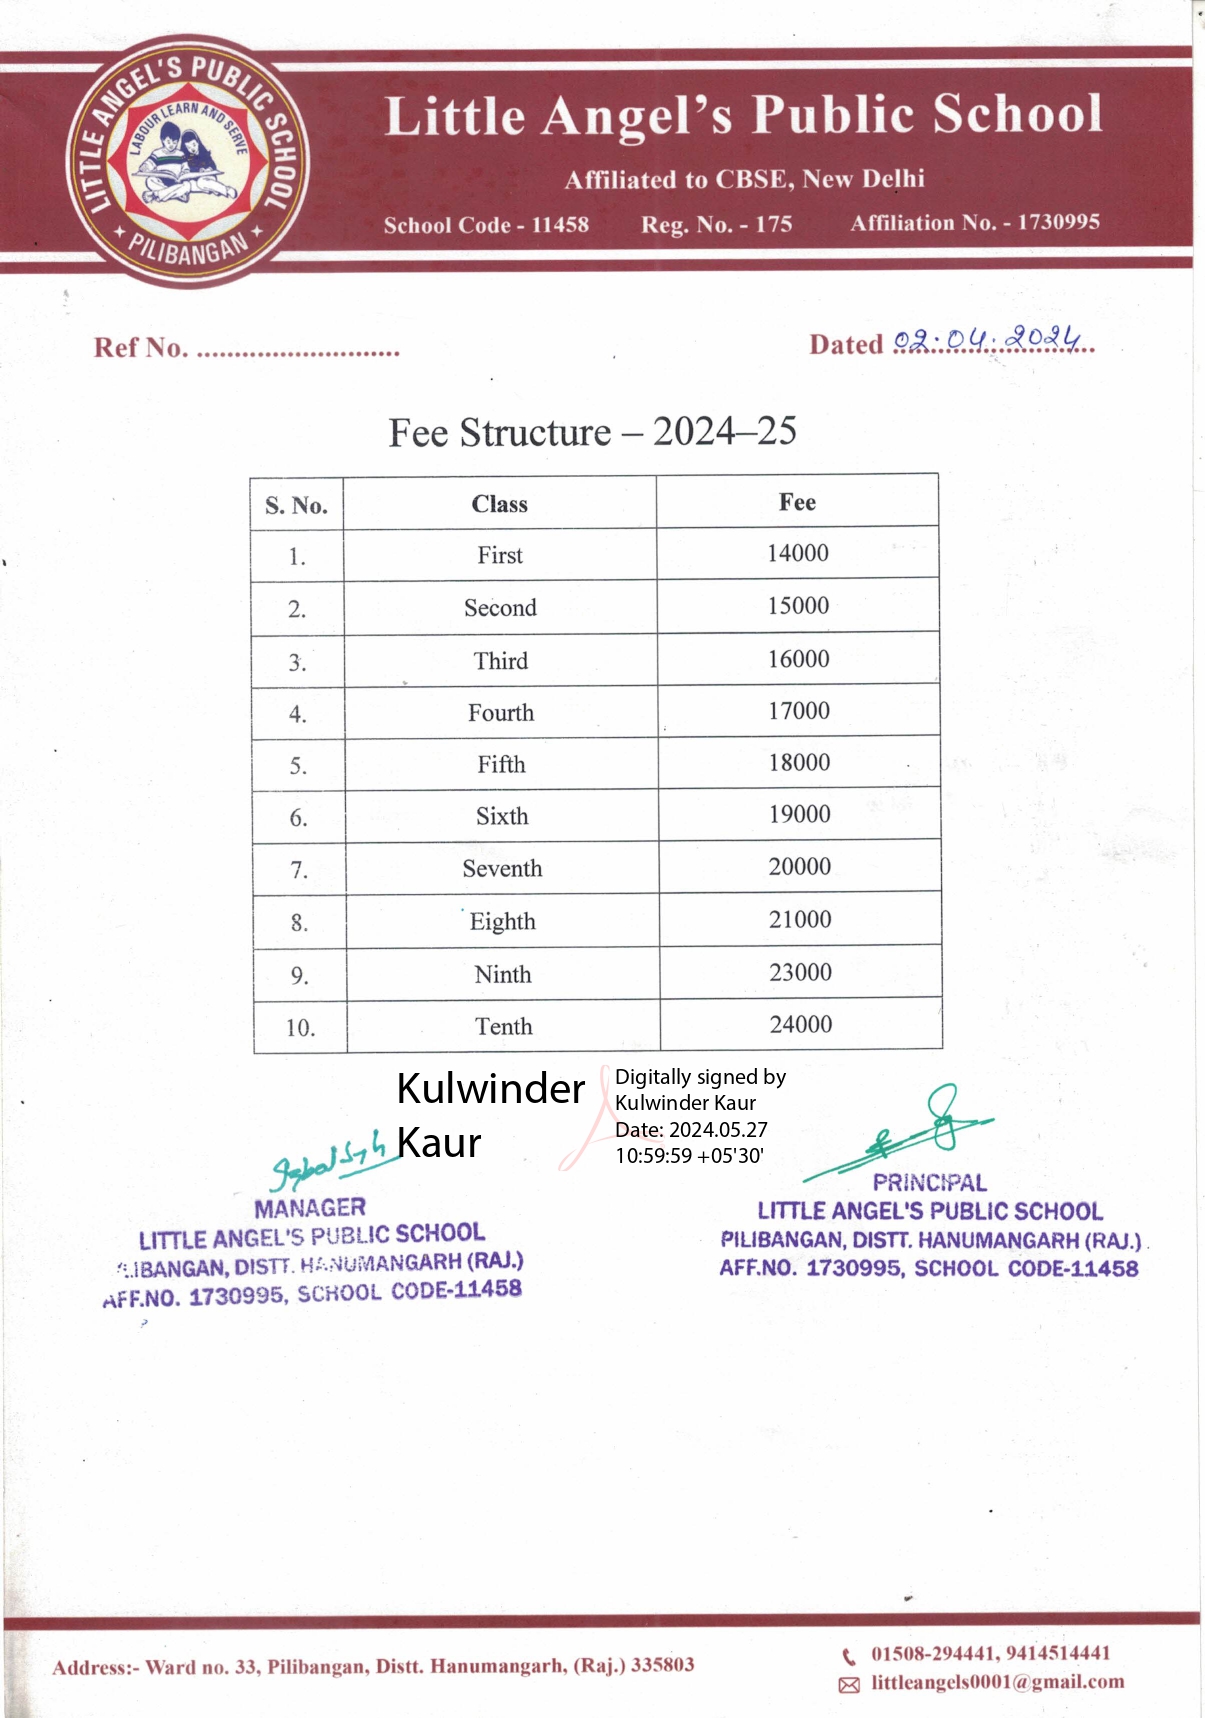 LITTLE ANGEL'S PUBLIC SCHOOL
LABOUR LEARN AND SERVE
PILIBANGAN
Little Angel's Public School
Affiliated to CBSE, New Delhi
School Code - 11458 Reg. No. - 175 Affiliation No. - 1730995
Ref No. ........................... Dated 02.04.2024
Fee Structure – 2024–25
S. No. Class Fee
1. First 14000
2. Second 15000
3. Third 16000
4. Fourth 17000
5. Fifth 18000
6. Sixth 19000
7. Seventh 20000
8. Eighth 21000
9. Ninth 23000
10. Tenth 24000
Kulwinder
Kaur
Digitally signed by
Kulwinder Kaur
Date: 2024.05.27
10:59:59 +05'30'
MANAGER
LITTLE ANGEL'S PUBLIC SCHOOL
LIBANGAN, DISTT. HANUMANGARH (RAJ.)
AFF.NO. 1730995, SCHOOL CODE-11458
PRINCIPAL
LITTLE ANGEL'S PUBLIC SCHOOL
PILIBANGAN, DISTT. HANUMANGARH (RAJ.)
AFF.NO. 1730995, SCHOOL CODE-11458
Address:- Ward no. 33, Pilibangan, Distt. Hanumangarh, (Raj.) 335803
01508-294441, 9414514441
littleangels0001@gmail.com